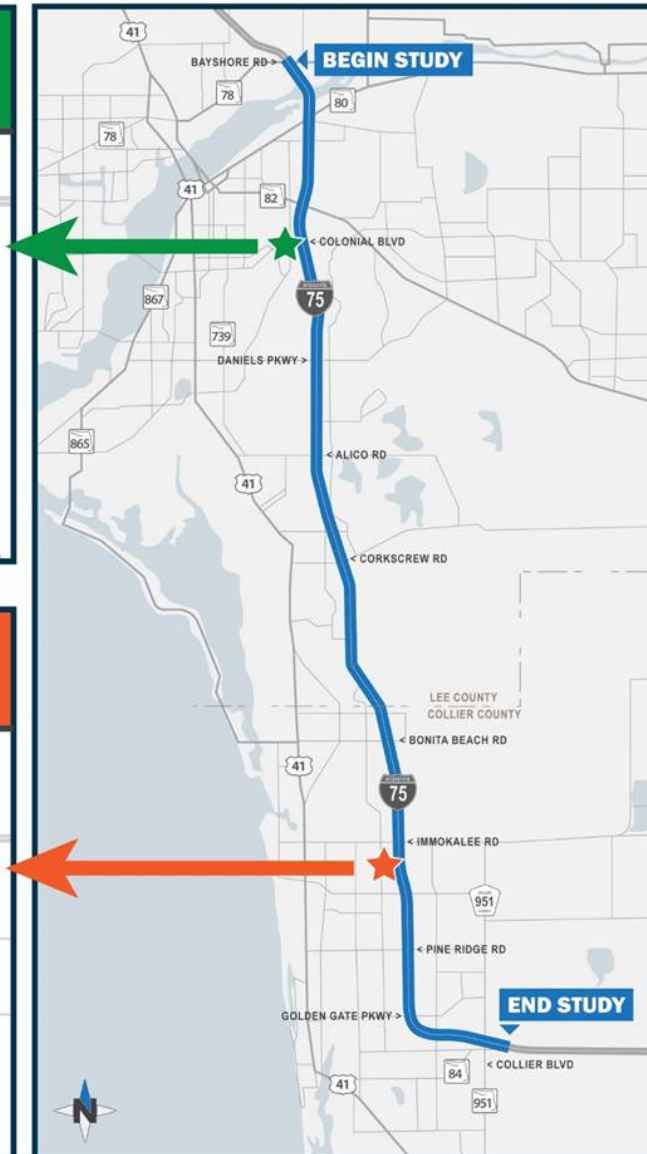 41
BAYSHORE RD >
BEGIN STUDY
78
80
78
41
82
< COLONIAL BLVD
75
867
739
DANIELS PKWY >
865
< ALICO RD
41
< CORKSCREW RD
LEE COUNTY
COLLIER COUNTY
< BONITA BEACH RD
41
75
< IMMOKALEE RD
951
< PINE RIDGE RD
END STUDY
GOLDEN GATE PKWY >
< COLLIER BLVD
84
41
951
N